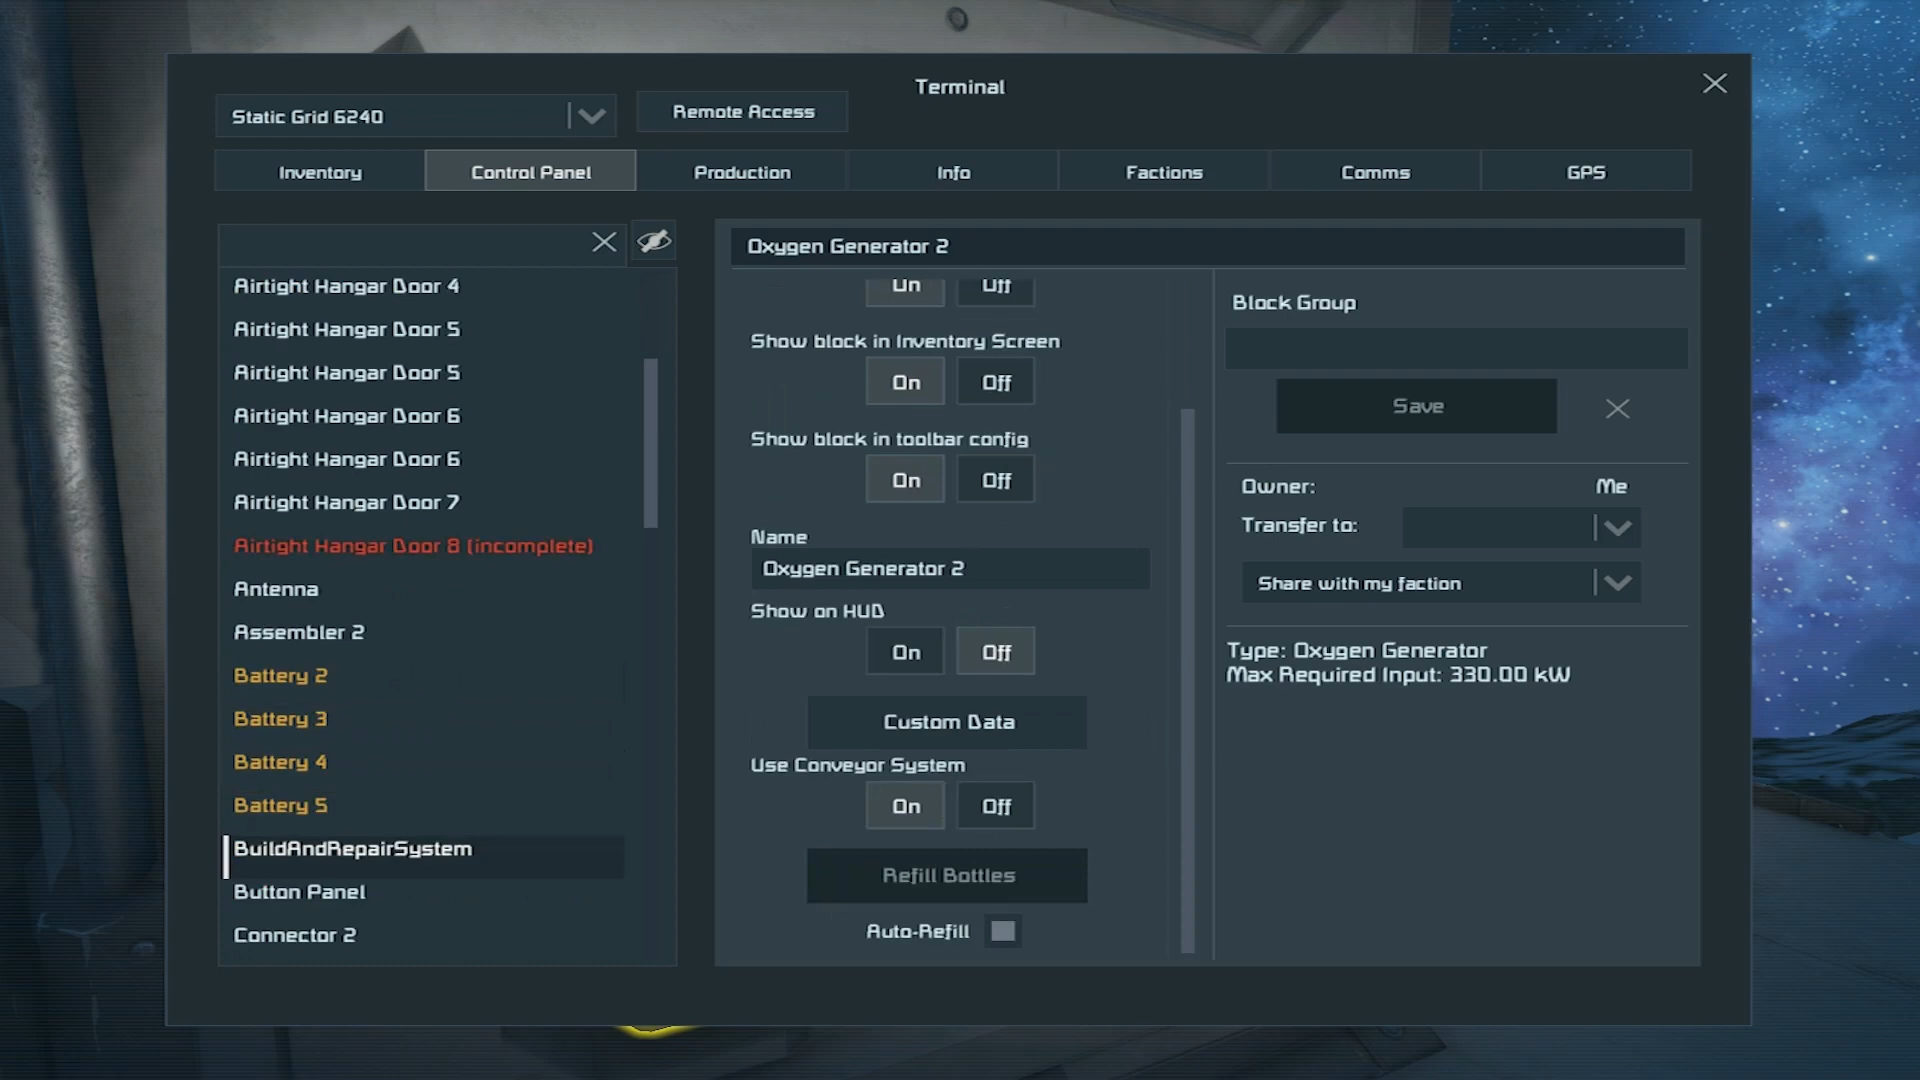 Terminal
Static Grid 6240
Remote Access
Inventory
Control Panel
Production
Info
Factions
Comms
GPS
Airtight Hangar Door 4
Airtight Hangar Door 5
Airtight Hangar Door 5
Airtight Hangar Door 6
Airtight Hangar Door 6
Airtight Hangar Door 7
Airtight Hangar Door 8 (incomplete)
Antenna
Assembler 2
Battery 2
Battery 3
Battery 4
Battery 5
BuildAndRepairSystem
Button Panel
Connector 2
Oxygen Generator 2
On Off
Show block in Inventory Screen
On Off
Show block in toolbar config
On Off
Name
Oxygen Generator 2
Show on HUD
On Off
Custom Data
Use Conveyor System
On Off
Refill Bottles
Auto-Refill
Block Group
Save
Owner: Me
Transfer to:
Share with my faction
Type: Oxygen Generator
Max Required Input: 330.00 kW